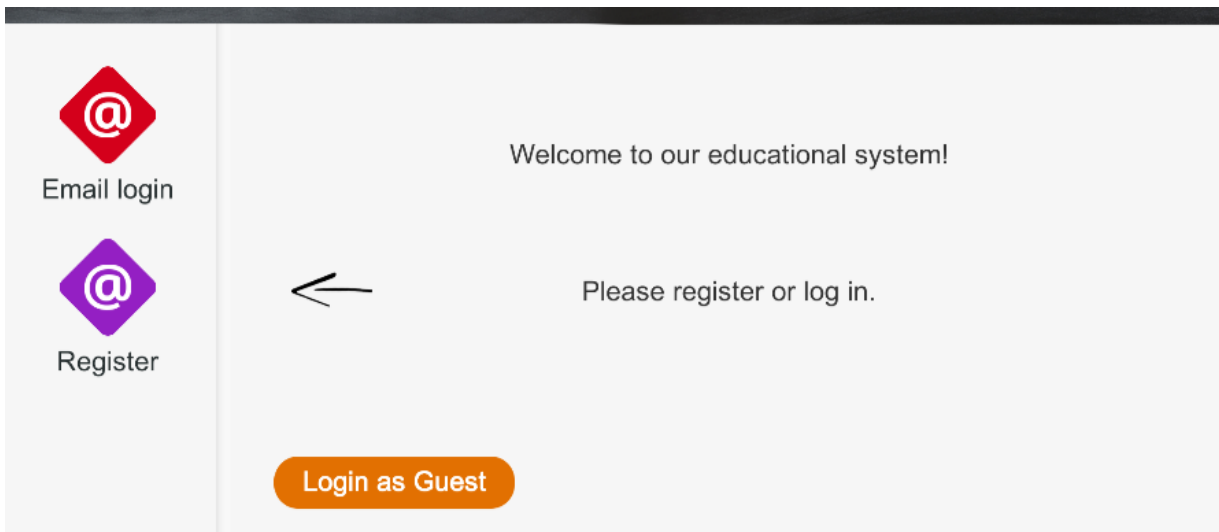 @
Email login
@
Register
Welcome to our educational system!
Please register or log in.
Login as Guest